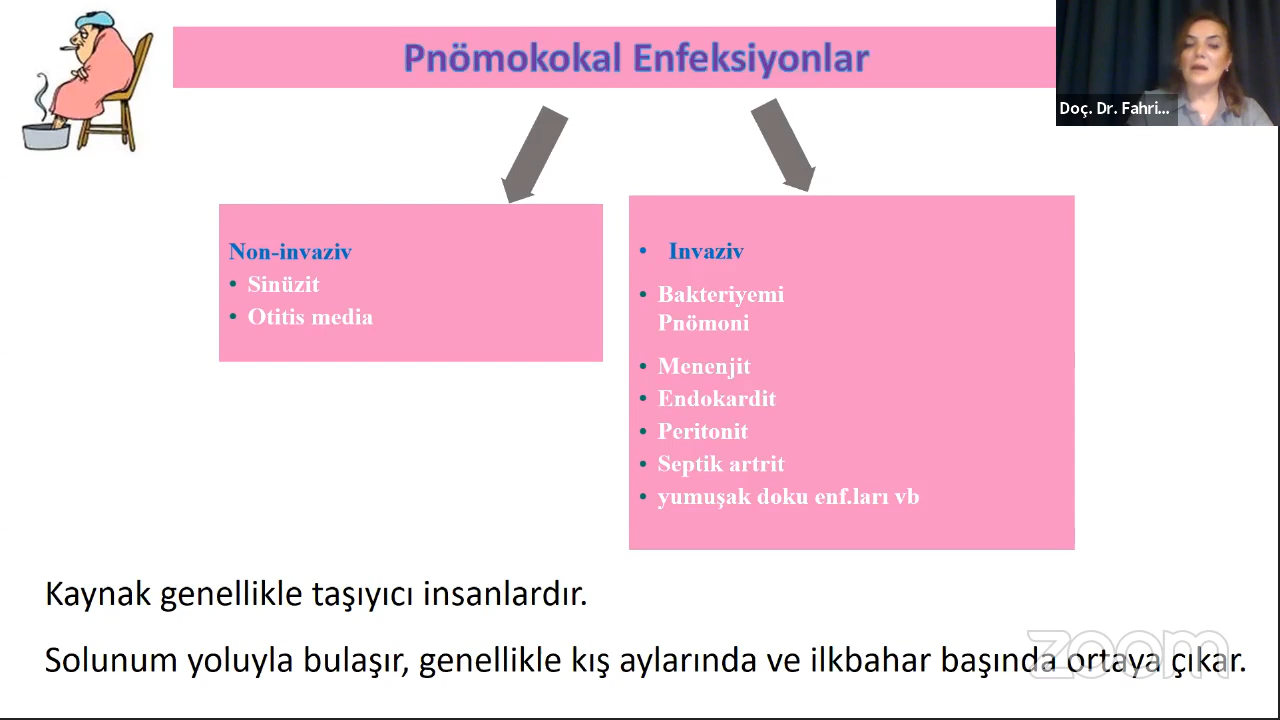 Pnömokokal Enfeksiyonlar
Doç. Dr. Fahri...
Non-invaziv
• Sinüzit
• Otitis media
• Invaziv
• Bakteriyemi
Pnömoni
• Menenjit
• Endokardit
• Peritonit
• Septik artrit
• yumuşak doku enf.ları vb
Kaynak genellikle taşıyıcı insanlardır.
Solunum yoluyla bulaşır, genellikle kış aylarında ve ilkbahar başında ortaya çıkar.
zoom